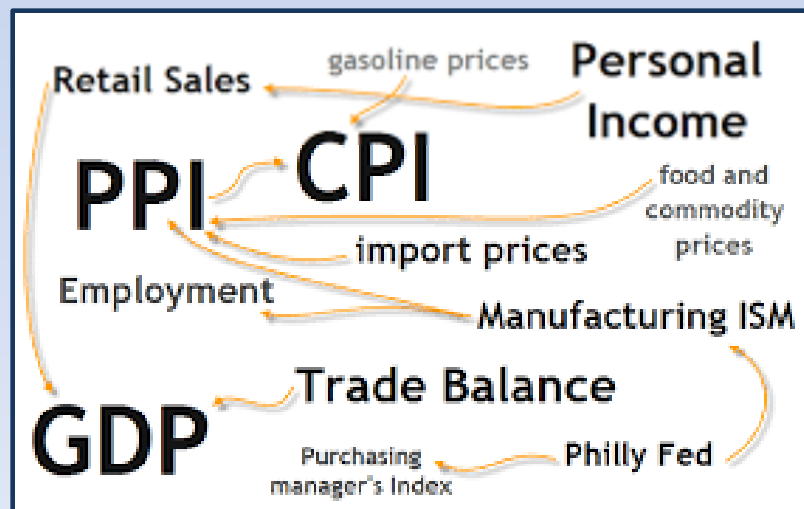 Retail Sales
gasoline prices
Personal
Income
PPI
CPI
food and
commodity
prices
import prices
Employment
Manufacturing ISM
Trade Balance
GDP
Purchasing
manager's Index
Philly Fed